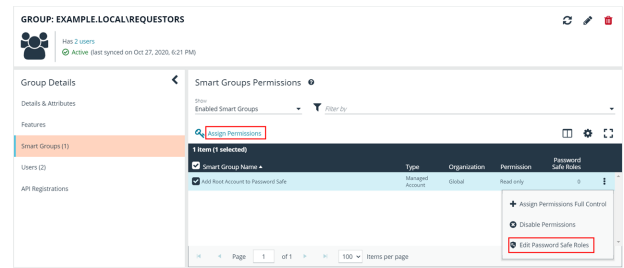 GROUP: EXAMPLE.LOCAL\REQUESTORS
Has 2 users
Active (last synced on Oct 27, 2020, 6:21 PM)
Group Details
Details & Attributes
Features
Smart Groups (1)
Users (2)
API Registrations
Smart Groups Permissions
Show
Enabled Smart Groups
Filter by
Assign Permissions
1 item (1 selected)
Smart Group Name Type Organization Permission Password Safe Roles
Add Root Account to Password Safe Managed Account Global Read only 0
Assign Permissions Full Control
Disable Permissions
Edit Password Safe Roles
Page 1 of 1 100 Items per page